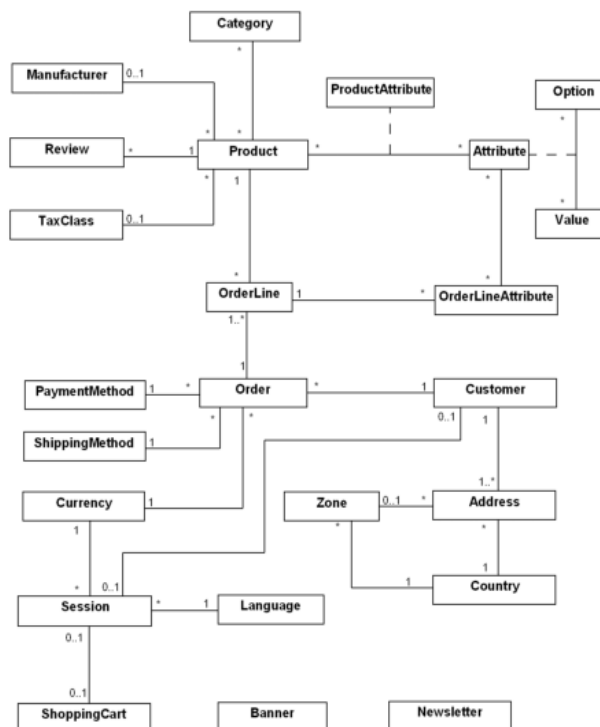 Category
*
Manufacturer
0..1
ProductAttribute
Option
*
* *
Review * 1 Product * * Attribute
* 1 *
*
TaxClass 0..1
Value
* * *
OrderLine 1 * OrderLineAttribute
1..*
1
PaymentMethod 1 * Order * 1 Customer
* * 0..1 1
ShippingMethod 1
1..*
Currency 1
Zone 0..1 * Address
1 * *
* 0..1 1 1
Country
Session * 1 Language
0..1
0..1
ShoppingCart
Banner
Newsletter